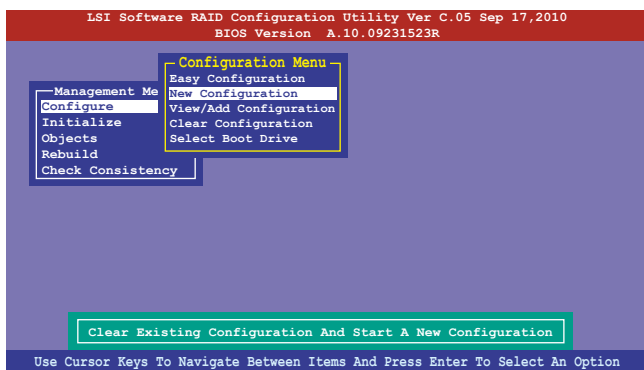 LSI Software RAID Configuration Utility Ver C.05 Sep 17,2010
BIOS Version A.10.09231523R
Configuration Menu
Easy Configuration
New Configuration
View/Add Configuration
Clear Configuration
Select Boot Drive
Management Me
Configure
Initialize
Objects
Rebuild
Check Consistency
Clear Existing Configuration And Start A New Configuration
Use Cursor Keys To Navigate Between Items And Press Enter To Select An Option